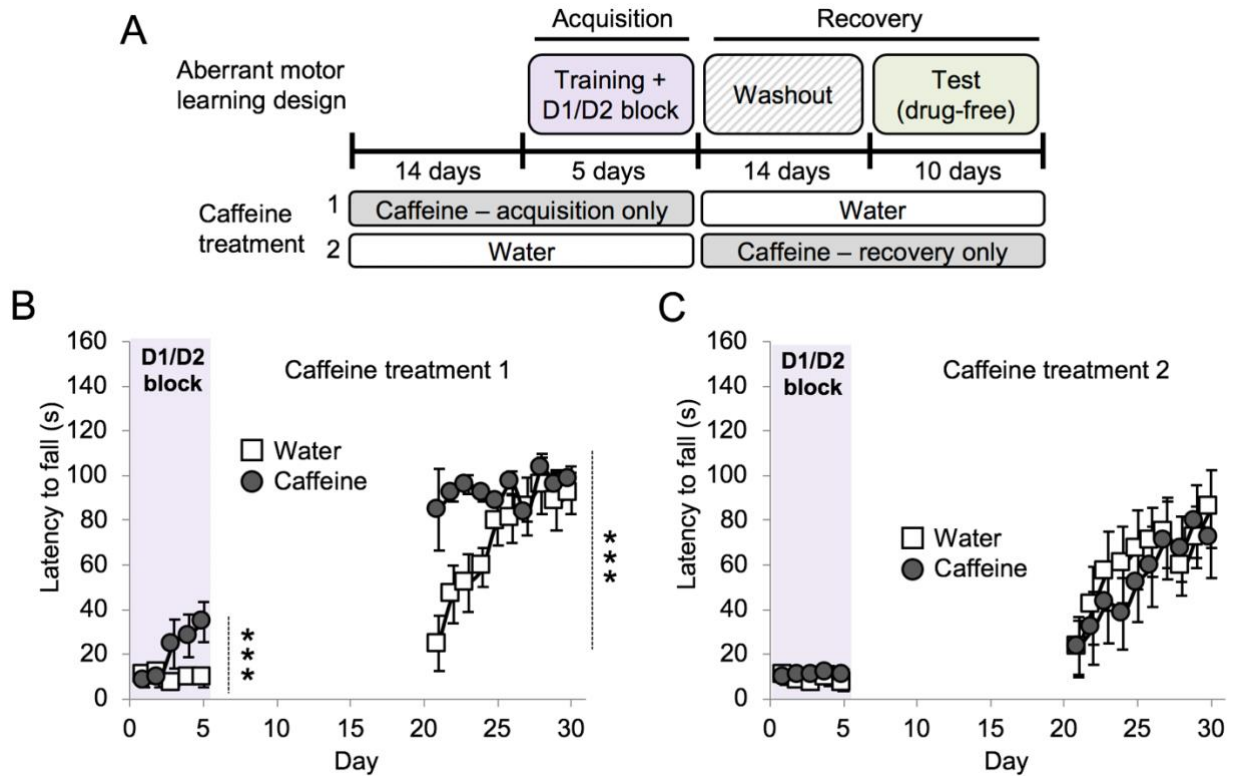 A
Acquisition
Recovery
Aberrant motor
learning design
Training +
D1/D2 block
Washout
Test
(drug-free)
14 days
5 days
14 days
10 days
Caffeine
treatment
1
Caffeine – acquisition only
Water
2
Water
Caffeine – recovery only
B
Latency to fall (s)
160
140
120
100
80
60
40
20
0
D1/D2
block
Caffeine treatment 1
Water
Caffeine
***
***
0
5
10
15
20
25
30
Day
C
Latency to fall (s)
160
140
120
100
80
60
40
20
0
D1/D2
block
Caffeine treatment 2
Water
Caffeine
0
5
10
15
20
25
30
Day